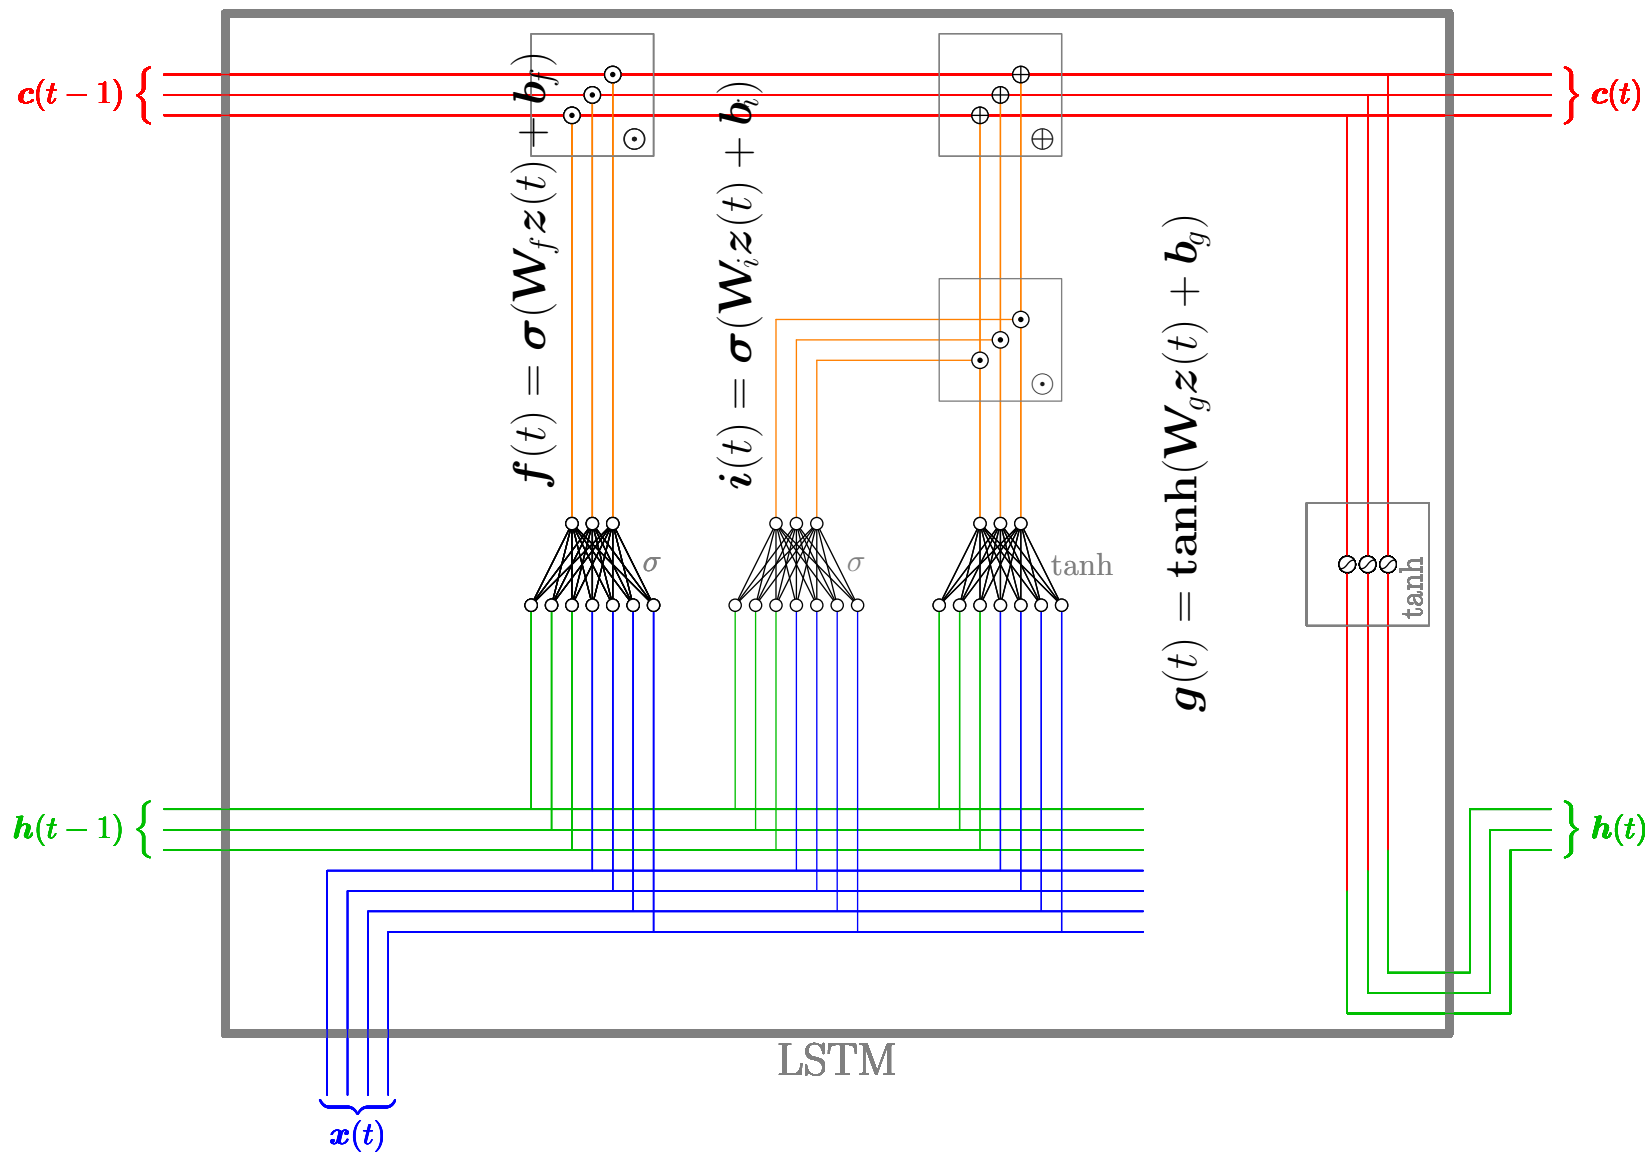 c(t − 1)
c(t)
⊙
⊕
f(t) = σ(W_f z(t) + b_f)
i(t) = σ(W_i z(t) + b_i)
g(t) = tanh(W_g z(t) + b_g)
⊙
σ
σ
tanh
tanh
h(t − 1)
h(t)
LSTM
x(t)